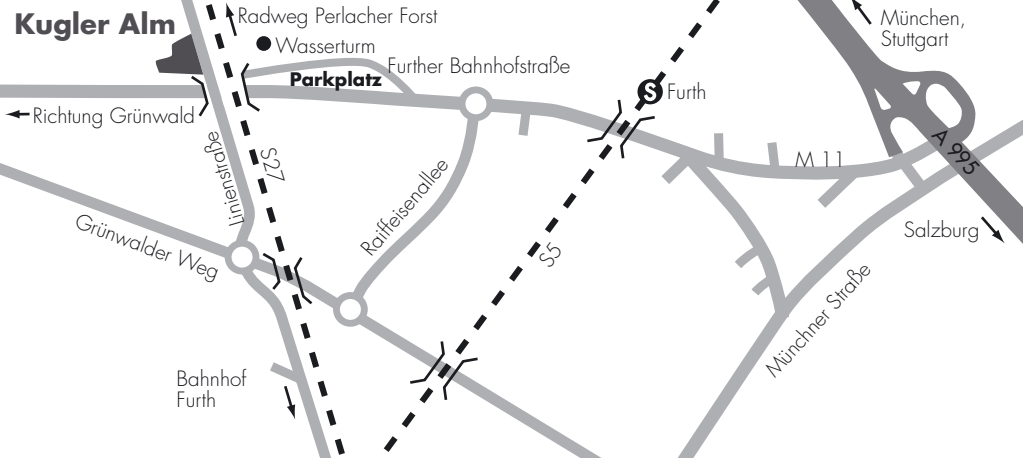 Kugler Alm
Radweg Perlacher Forst
Wasserturm
Parkplatz
Further Bahnhofstraße
Richtung Grünwald
S Furth
München,
Stuttgart
M 11
A 995
Salzburg
Linienstraße
S27
Raiffeisenallee
S5
Grünwalder Weg
Münchner Straße
Bahnhof
Furth